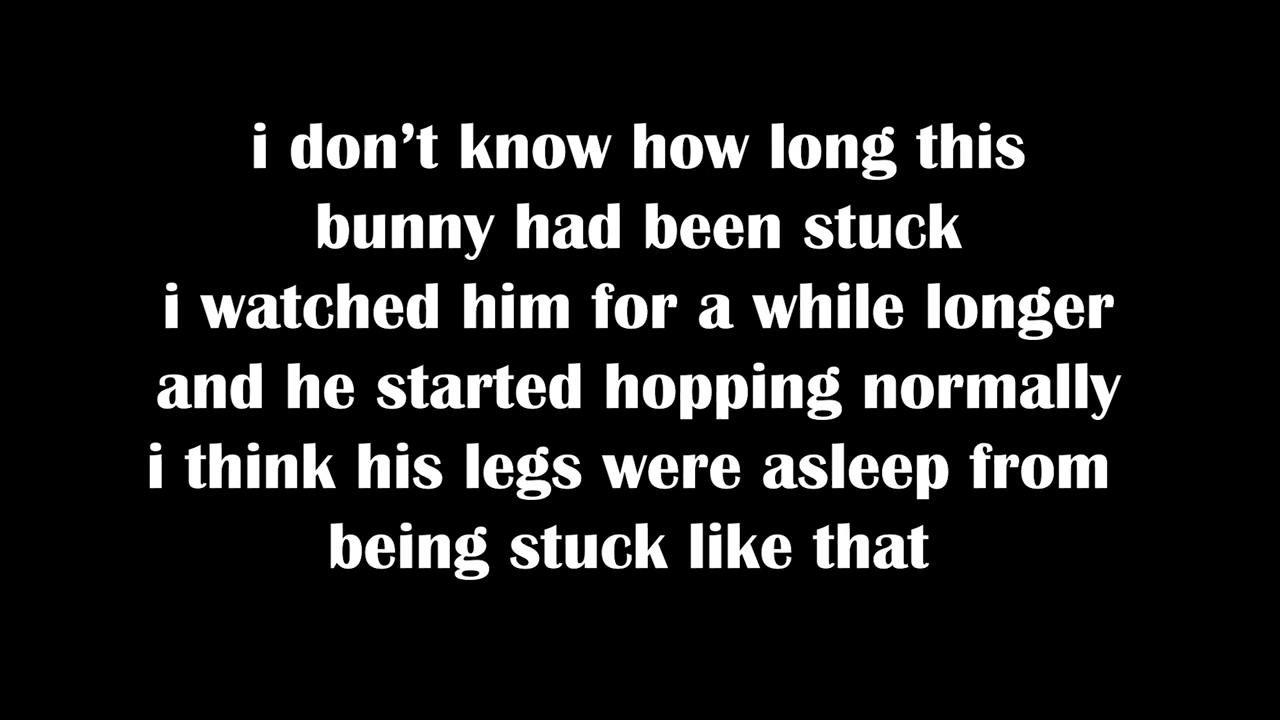 i don’t know how long this
bunny had been stuck
i watched him for a while longer
and he started hopping normally
i think his legs were asleep from
being stuck like that